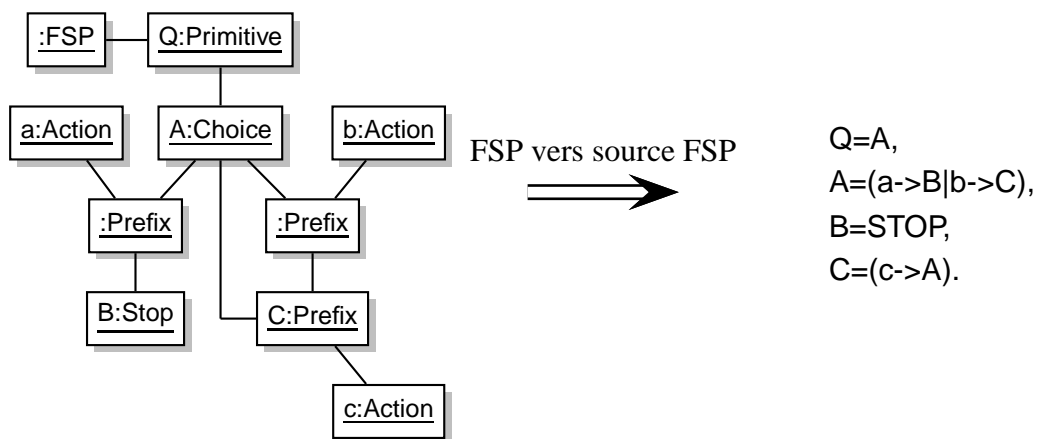 :FSP
Q:Primitive
a:Action
A:Choice
b:Action
:Prefix
:Prefix
B:Stop
C:Prefix
c:Action
FSP vers source FSP
Q=A,
A=(a->B|b->C),
B=STOP,
C=(c->A).